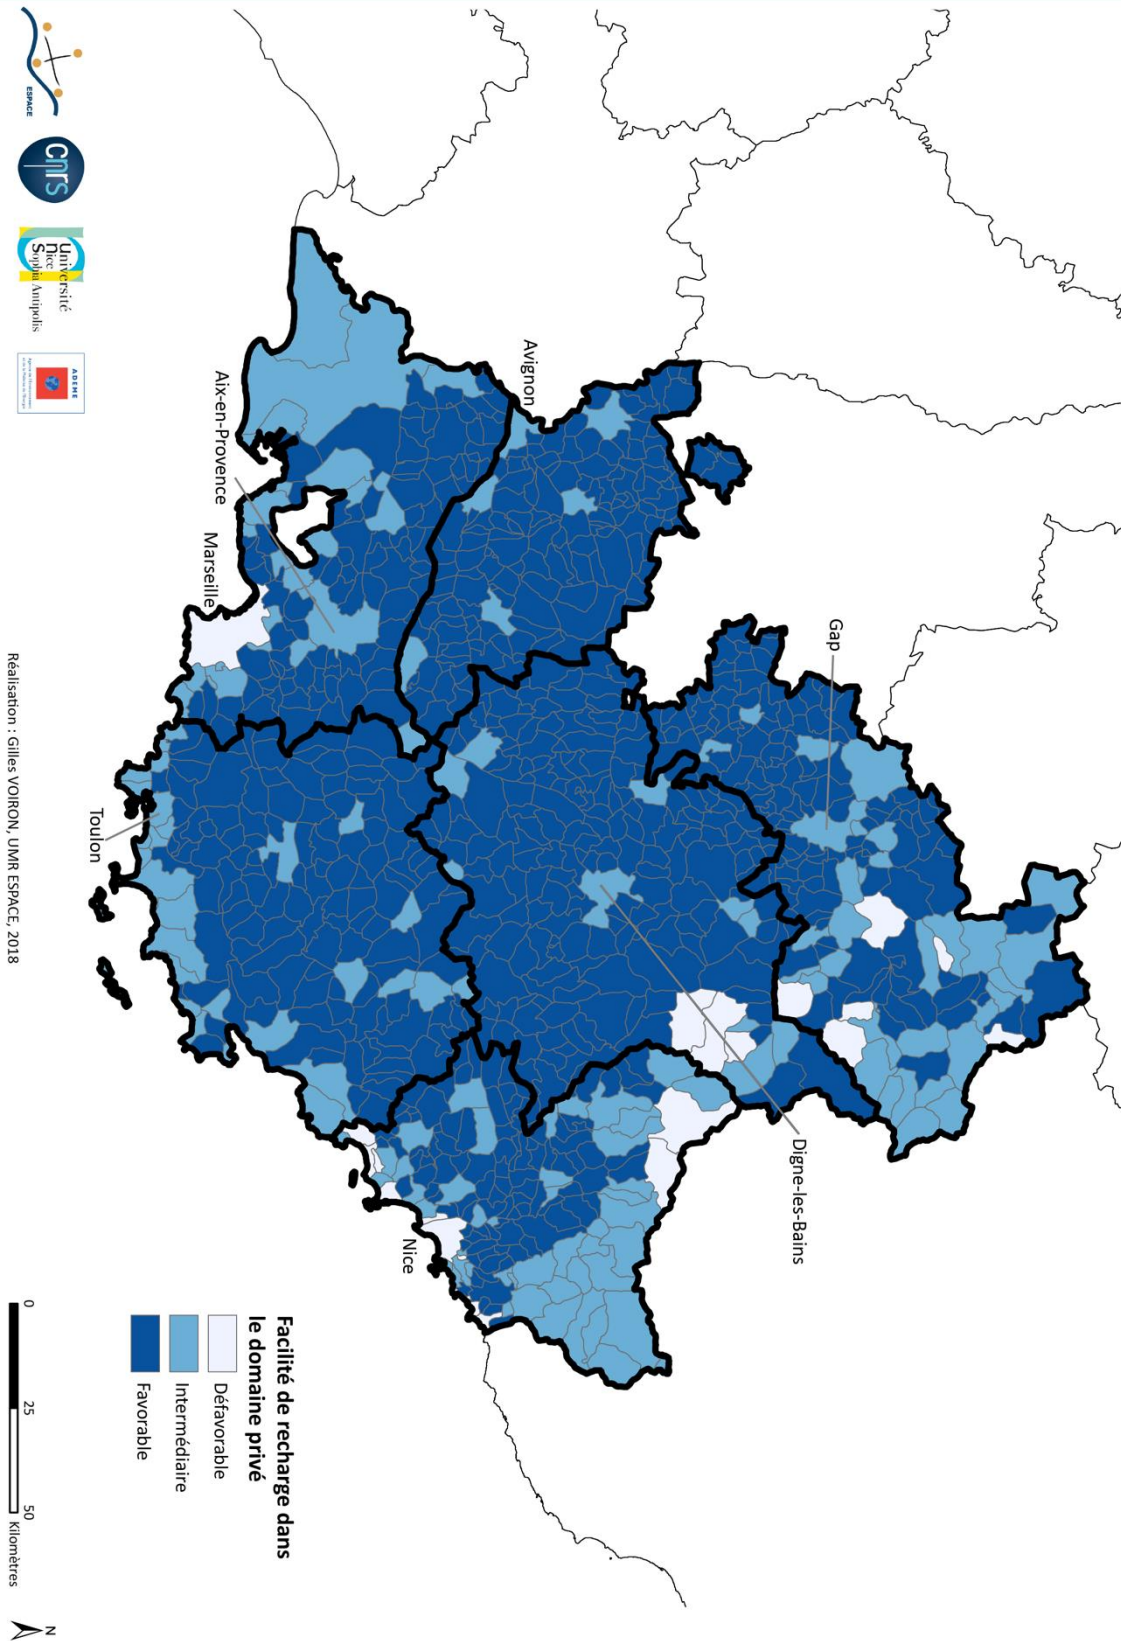 Gap
Avignon
Digne-les-Bains
Aix-en-Provence
Marseille
Nice
Toulon
Facilité de recharge dans
le domaine privé
Défavorable
Intermédiaire
Favorable
0 25 50 Kilomètres
N
ESPACE
cnrs
Université
nice
Sophia Antipolis
ADEME
Réalisation : Gilles VOIRON, UMR ESPACE, 2018